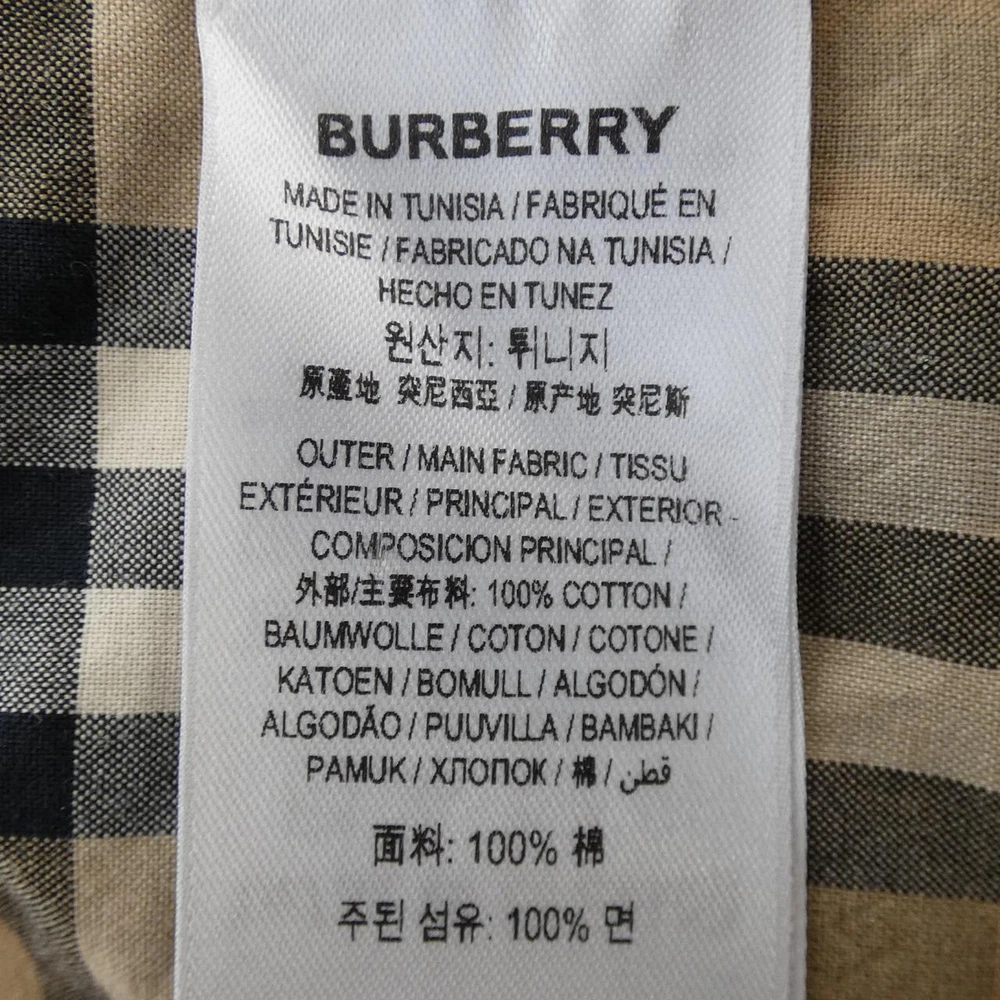 BURBERRY
MADE IN TUNISIA / FABRIQUÉ EN
TUNISIE / FABRICADO NA TUNISIA /
HECHO EN TUNEZ
원산지: 튀니지
原產地 突尼西亞 / 原产地 突尼斯
OUTER / MAIN FABRIC / TISSU
EXTÉRIEUR / PRINCIPAL / EXTERIOR -
COMPOSICION PRINCIPAL /
外部/主要布料: 100% COTTON /
BAUMWOLLE / COTON / COTONE /
KATOEN / BOMULL / ALGODÓN /
ALGODÃO / PUUVILLA / BAMBAKI /
PAMUK / ХЛОПОК / 棉 / قطن
面料: 100% 棉
주된 섬유: 100% 면